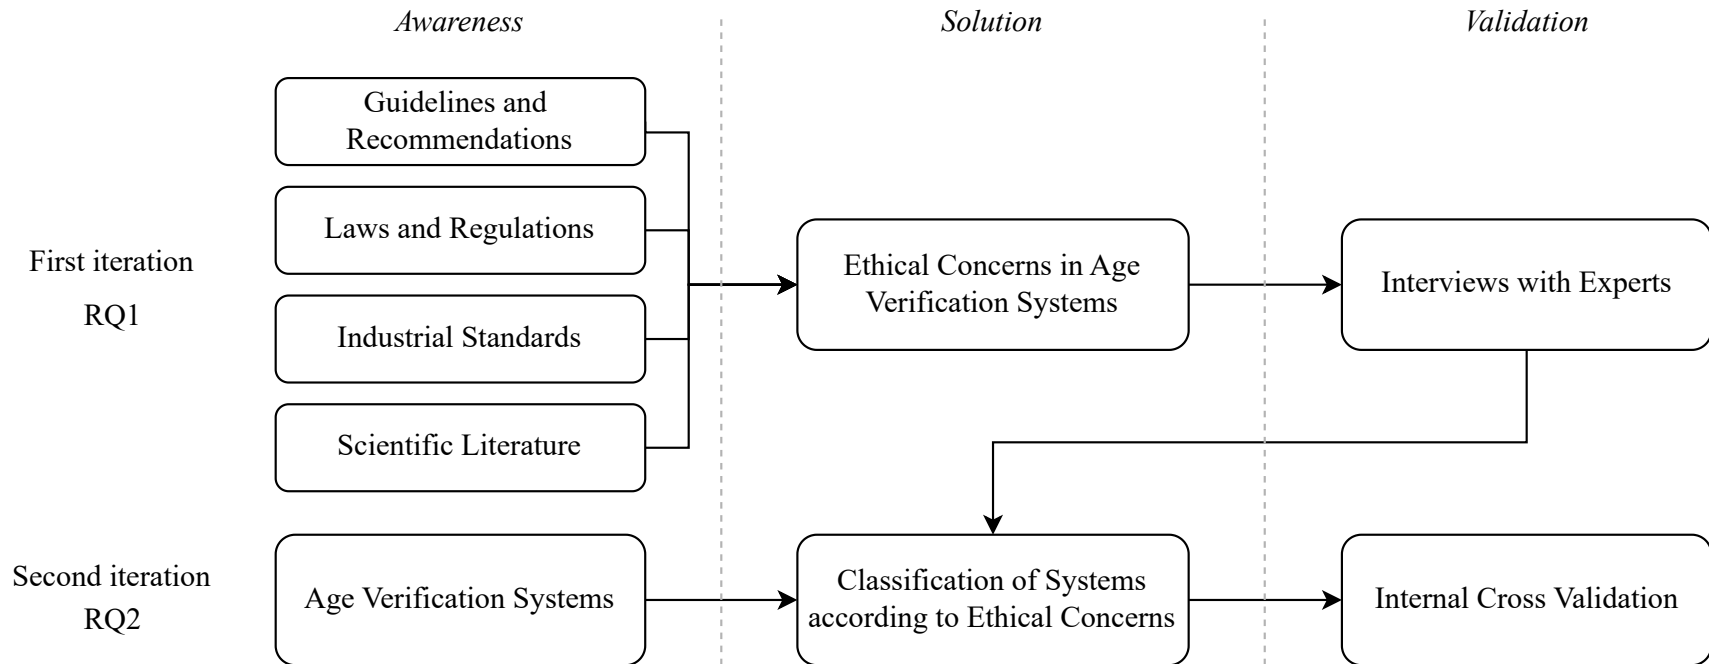 Awareness
Solution
Validation
First iteration
RQ1
Guidelines and
Recommendations
Laws and Regulations
Industrial Standards
Scientific Literature
Ethical Concerns in Age
Verification Systems
Interviews with Experts
Second iteration
RQ2
Age Verification Systems
Classification of Systems
according to Ethical Concerns
Internal Cross Validation